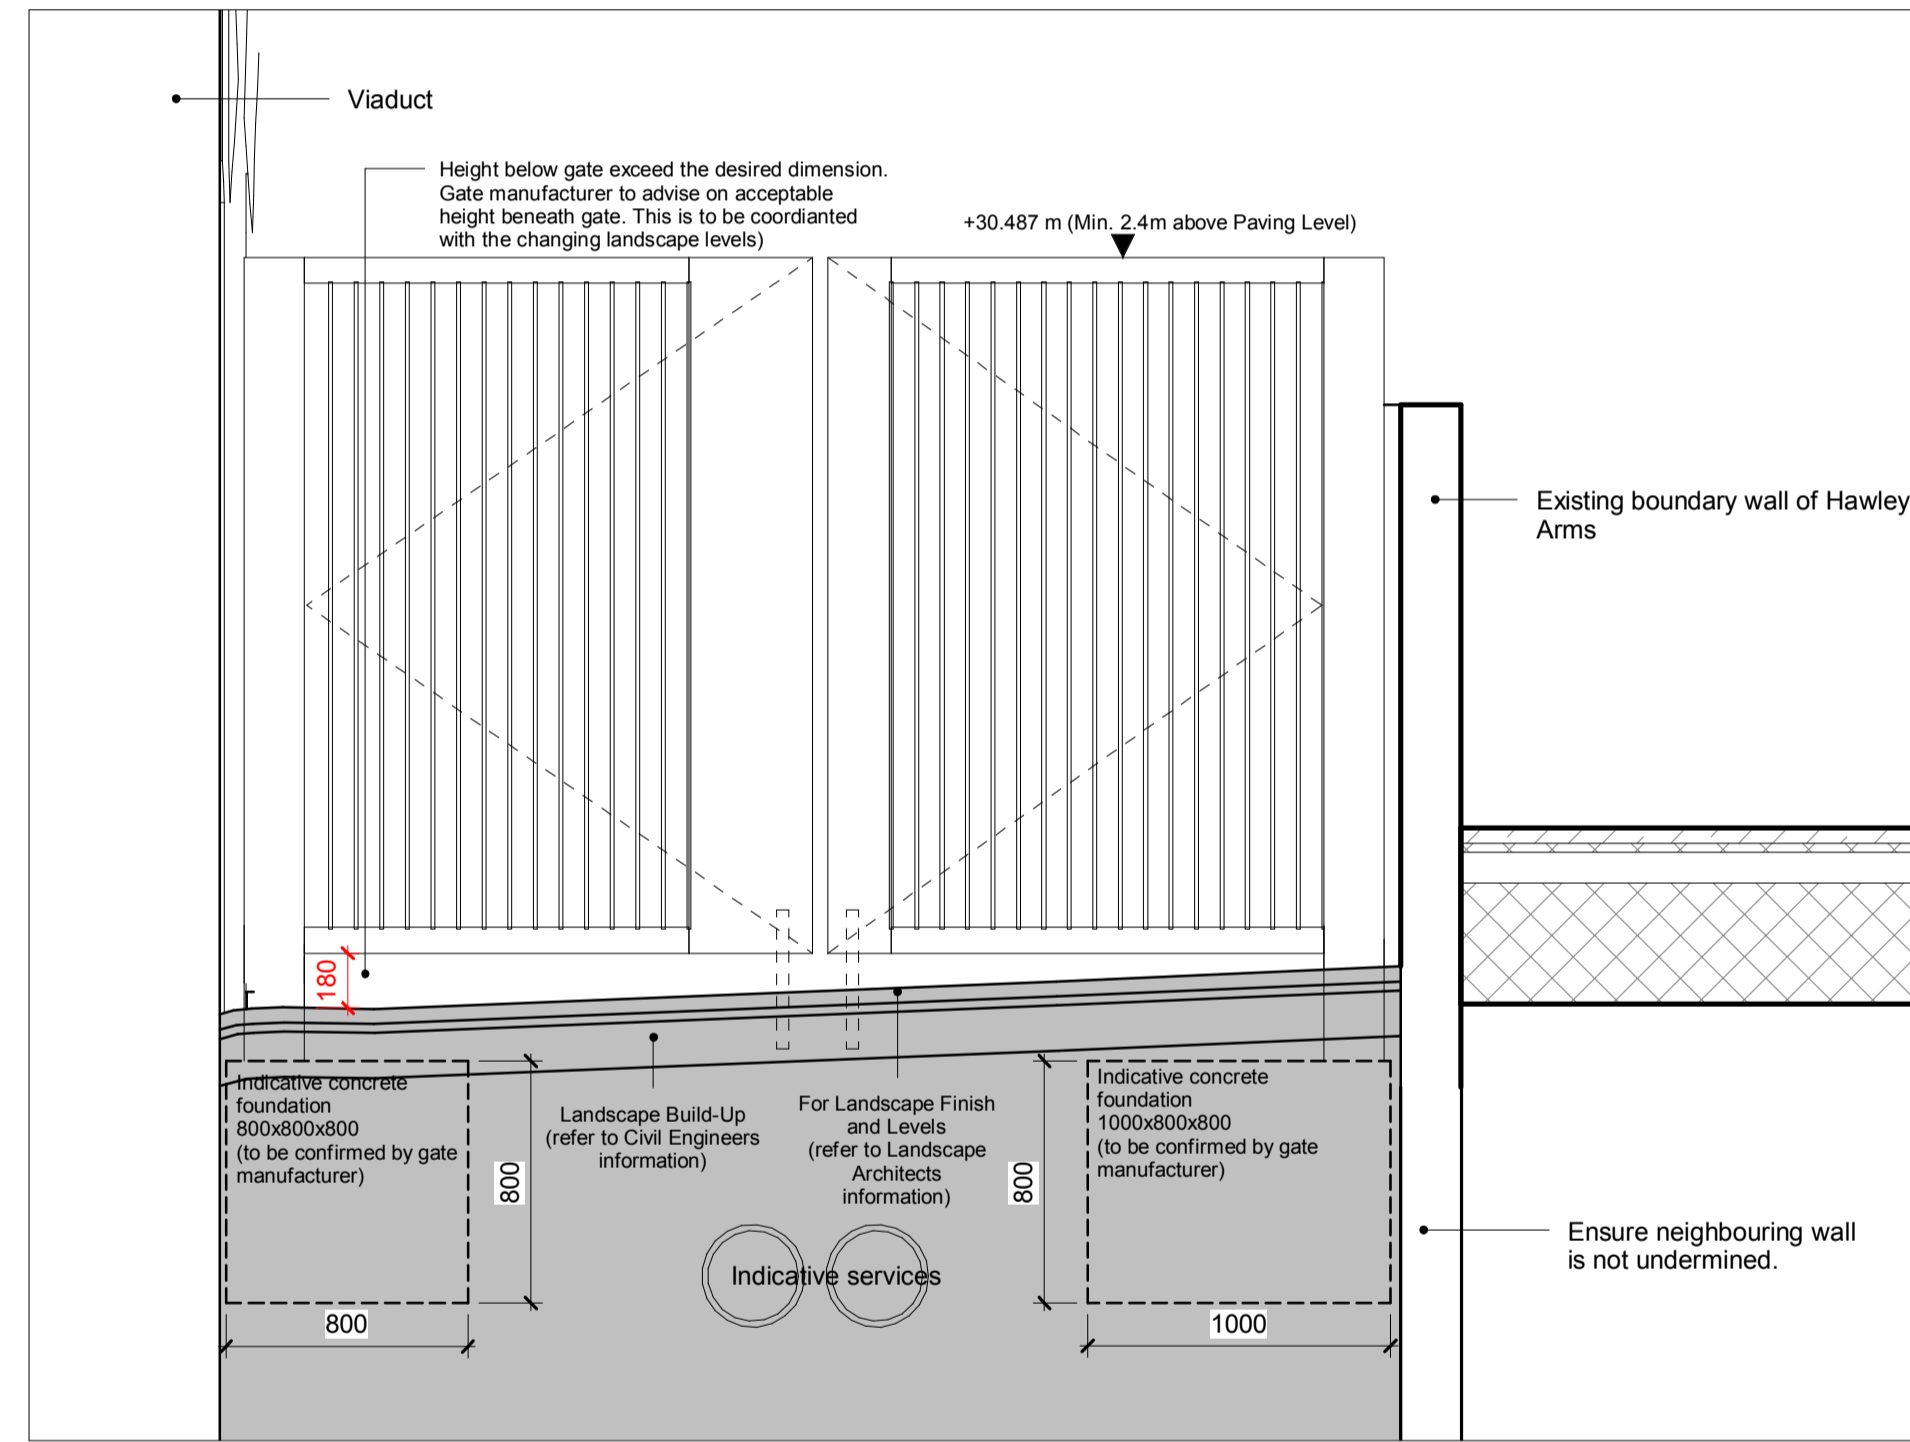 Viaduct
Height below gate exceed the desired dimension.
Gate manufacturer to advise on acceptable
height beneath gate. This is to be coordianted
with the changing landscape levels)
+30.487 m (Min. 2.4m above Paving Level)
Existing boundary wall of Hawley
Arms
180
Indicative concrete
foundation
800x800x800
(to be confirmed by gate
manufacturer)
800
Landscape Build-Up
(refer to Civil Engineers
information)
For Landscape Finish
and Levels
(refer to Landscape
Architects
information)
800
Indicative concrete
foundation
1000x800x800
(to be confirmed by gate
manufacturer)
Ensure neighbouring wall
is not undermined.
Indicative services
800
1000